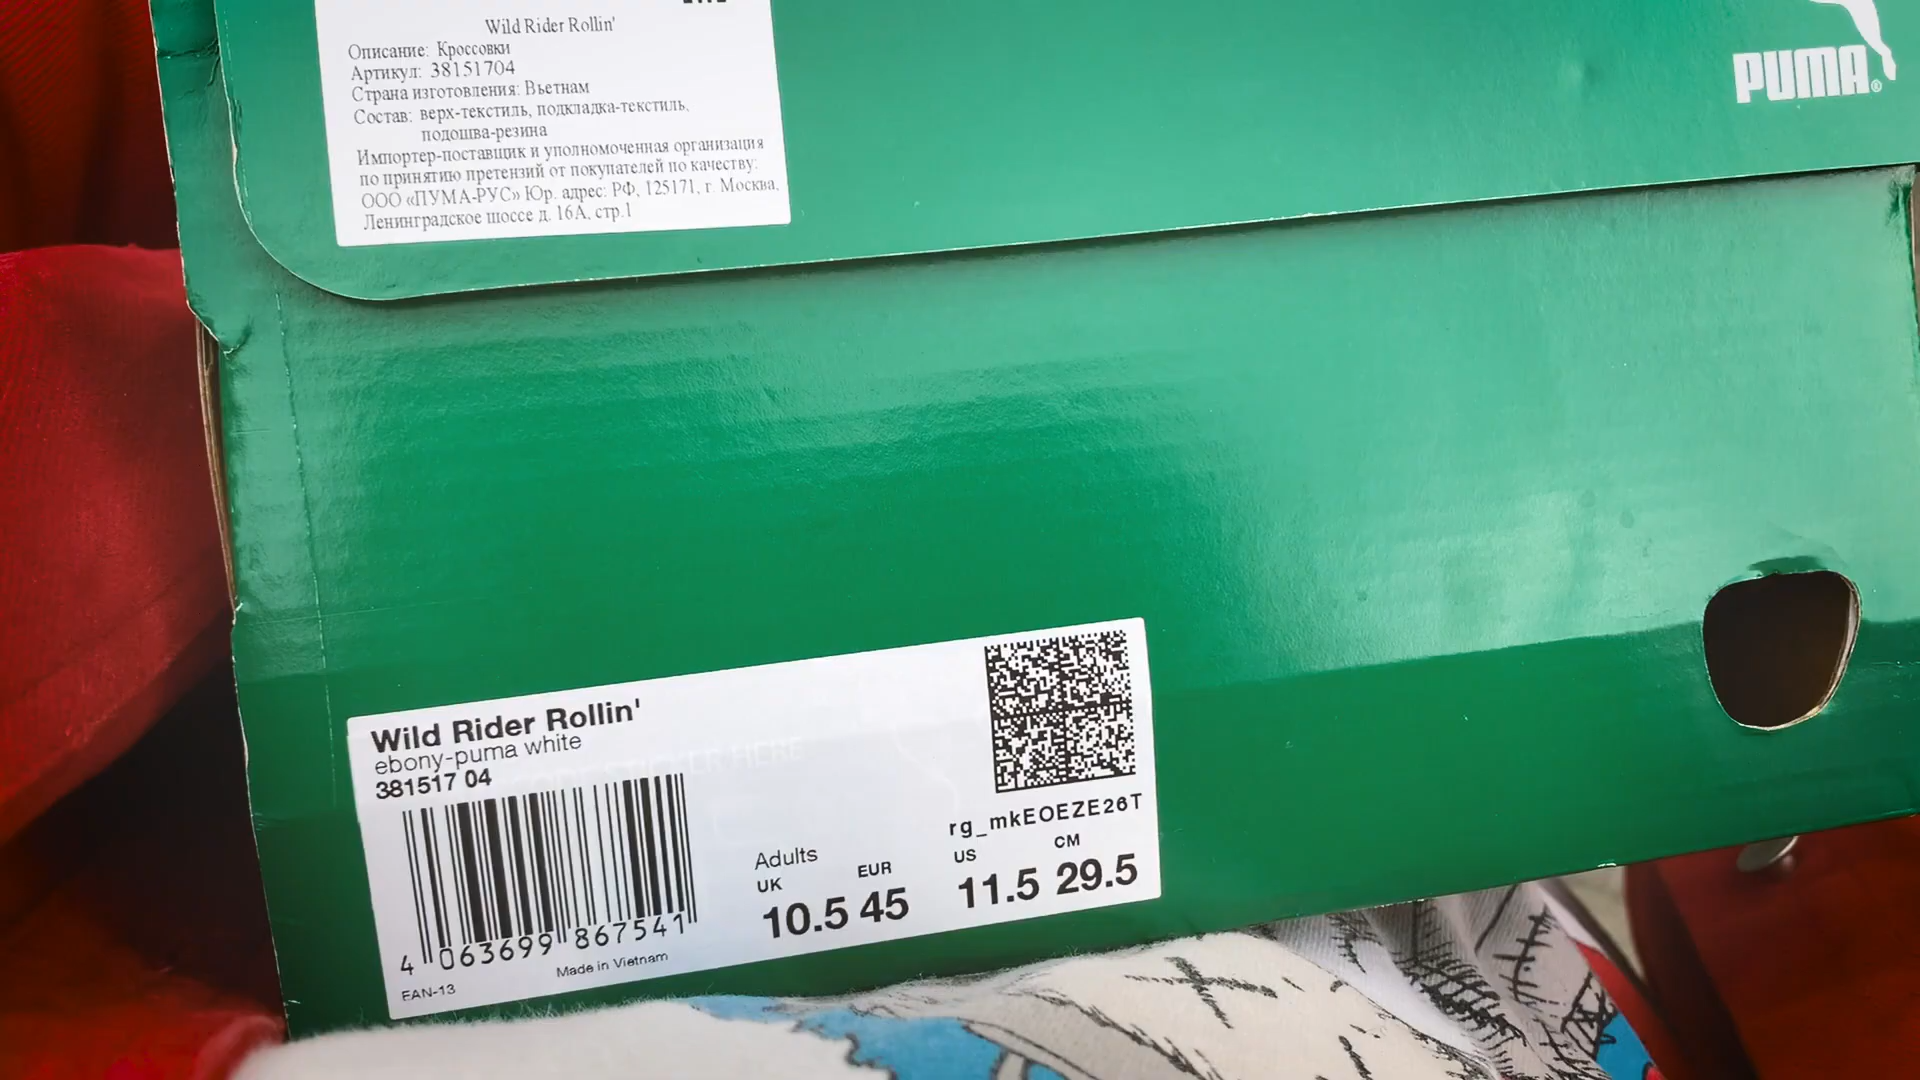 Wild Rider Rollin'
Описание: Кроссовки
Артикул: 38151704
Страна изготовления: Вьетнам
Состав: верх-текстиль, подкладка-текстиль,
подошва-резина
Импортер-поставщик и уполномоченная организация
по принятию претензий от покупателей по качеству:
ООО «ПУМА-РУС» Юр. адрес: РФ, 125171, г. Москва,
Ленинградское шоссе д. 16А, стр.1
PUMA®
Wild Rider Rollin'
ebony-puma white
381517 04
4 063699 867541
EAN-13
Made in Vietnam
Adults
UK EUR US CM
10.5 45 11.5 29.5
rg_mkEOEZE26T